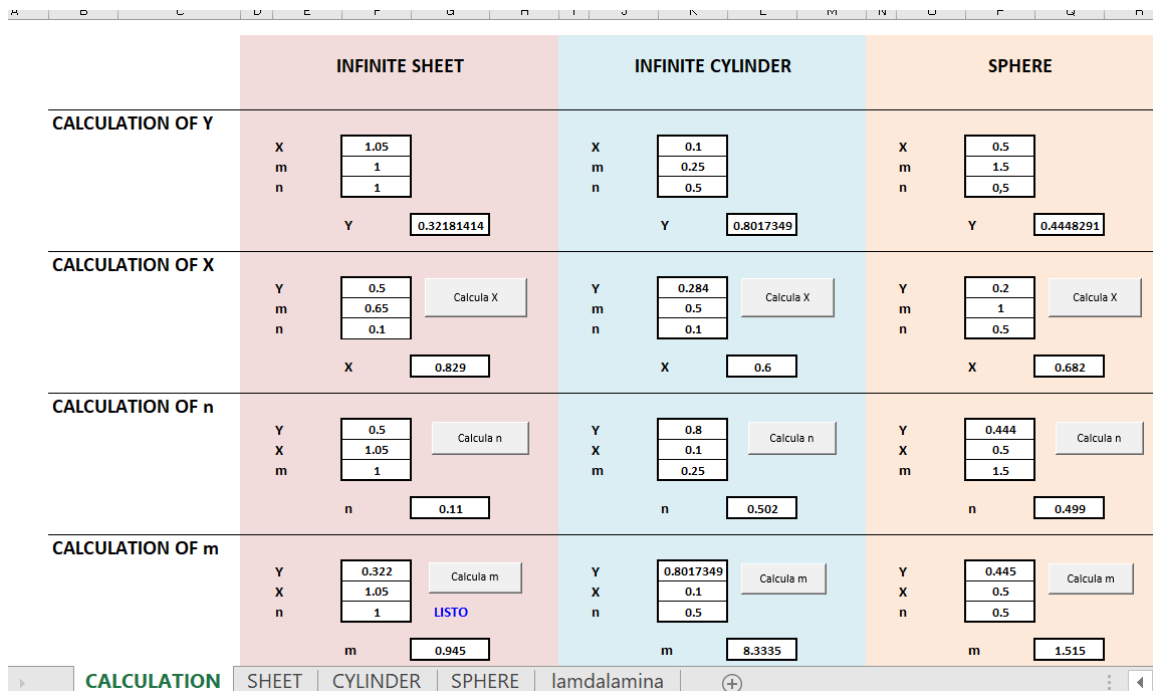 INFINITE SHEET INFINITE CYLINDER SPHERE
CALCULATION OF Y
X 1.05 X 0.1 X 0.5
m 1 m 0.25 m 1.5
n 1 n 0.5 n 0,5
Y 0.32181414 Y 0.8017349 Y 0.4448291
CALCULATION OF X
Y 0.5 Calcula X Y 0.284 Calcula X Y 0.2 Calcula X
m 0.65 m 0.5 m 1
n 0.1 n 0.1 n 0.5
X 0.829 X 0.6 X 0.682
CALCULATION OF n
Y 0.5 Calcula n Y 0.8 Calcula n Y 0.444 Calcula n
X 1.05 X 0.1 X 0.5
m 1 m 0.25 m 1.5
n 0.11 n 0.502 n 0.499
CALCULATION OF m
Y 0.322 Calcula m Y 0.8017349 Calcula m Y 0.445 Calcula m
X 1.05 X 0.1 X 0.5
n 1 LISTO n 0.5 n 0.5
m 0.945 m 8.3335 m 1.515
CALCULATION SHEET CYLINDER SPHERE lamdalamina